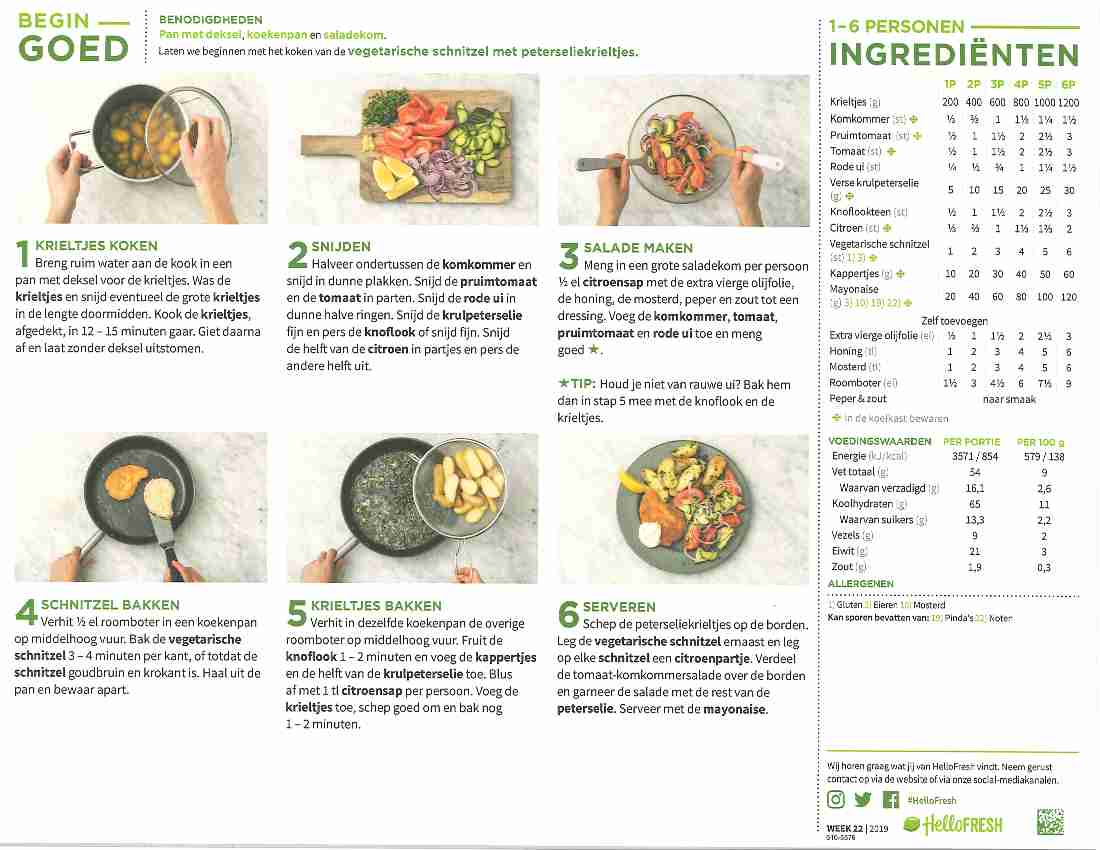 BEGIN
GOED
BENODIGDHEDEN
Pan met deksel, koekenpan en saladekom.
Laten we beginnen met het koken van de vegetarische schnitzel met peterseliekrieltjes.
1 KRIELTJES KOKEN
Breng ruim water aan de kook in een
pan met deksel voor de krieltjes. Was de
krieltjes en snijd eventueel de grote krieltjes
in de lengte doormidden. Kook de krieltjes,
afgedekt, in 12 – 15 minuten gaar. Giet daarna
af en laat zonder deksel uitstomen.
2 SNIJDEN
Halveer ondertussen de komkommer en
snijd in dunne plakken. Snijd de pruimtomaat
en de tomaat in parten. Snijd de rode ui in
dunne halve ringen. Snijd de krulpeterselie
fijn en pers de knoflook of snijd fijn. Snijd
de helft van de citroen in partjes en pers de
andere helft uit.
3 SALADE MAKEN
Meng in een grote saladekom per persoon
½ el citroensap met de extra vierge olijfolie,
de honing, de mosterd, peper en zout tot een
dressing. Voeg de komkommer, tomaat,
pruimtomaat en rode ui toe en meng
goed ★.
★TIP: Houd je niet van rauwe ui? Bak hem
dan in stap 5 mee met de knoflook en de
krieltjes.
4 SCHNITZEL BAKKEN
Verhit ½ el roomboter in een koekenpan
op middelhoog vuur. Bak de vegetarische
schnitzel 3 – 4 minuten per kant, of totdat de
schnitzel goudbruin en krokant is. Haal uit de
pan en bewaar apart.
5 KRIELTJES BAKKEN
Verhit in dezelfde koekenpan de overige
roomboter op middelhoog vuur. Fruit de
knoflook 1 – 2 minuten en voeg de kappertjes
en de helft van de krulpeterselie toe. Blus
af met 1 tl citroensap per persoon. Voeg de
krieltjes toe, schep goed om en bak nog
1 – 2 minuten.
6 SERVEREN
Schep de peterseliekrieltjes op de borden.
Leg de vegetarische schnitzel ernaast en leg
op elke schnitzel een citroenpartje. Verdeel
de tomaat-komkommersalade over de borden
en garneer de salade met de rest van de
peterselie. Serveer met de mayonaise.
1–6 PERSONEN
INGREDIËNTEN
1P 2P 3P 4P 5P 6P
Krieltjes (g) 200 400 600 800 1000 1200
Komkommer (st) ⅓ ⅔ 1 1⅓ 1¼ 1½
Pruimtomaat (st) ½ 1 1½ 2 2½ 3
Tomaat (st) ½ 1 1½ 2 2½ 3
Rode ui (st) ¼ ½ ¾ 1 1¼ 1½
Verse krulpeterselie
(g) 5 10 15 20 25 30
Knoflookteen (st) ½ 1 1½ 2 2½ 3
Citroen (st) ⅓ ⅔ 1 1⅓ 1⅔ 2
Vegetarische schnitzel
(st) 1) 3) 1 2 3 4 5 6
Kappertjes (g) 10 20 30 40 50 60
Mayonaise
(g) 3) 10) 19) 22) 20 40 60 80 100 120
Zelf toevoegen
Extra vierge olijfolie (el) ½ 1 1½ 2 2½ 3
Honing (tl) 1 2 3 4 5 6
Mosterd (tl) 1 2 3 4 5 6
Roomboter (el) 1½ 3 4½ 6 7½ 9
Peper & zout naar smaak
in de koelkast bewaren
VOEDINGSWAARDEN PER PORTIE PER 100 g
Energie (kJ/kcal) 3571 / 854 579 / 138
Vet totaal (g) 54 9
Waarvan verzadigd (g) 16,1 2,6
Koolhydraten (g) 65 11
Waarvan suikers (g) 13,3 2,2
Vezels (g) 9 2
Eiwit (g) 21 3
Zout (g) 1,9 0,3
ALLERGENEN
1) Gluten 3) Eieren 10) Mosterd
Kan sporen bevatten van: 19) Pinda's 22) Noten
Wij horen graag wat jij van HelloFresh vindt. Neem gerust
contact op via de website of via onze social-mediakanalen.
#HelloFresh
WEEK 22 | 2019
HelloFRESH